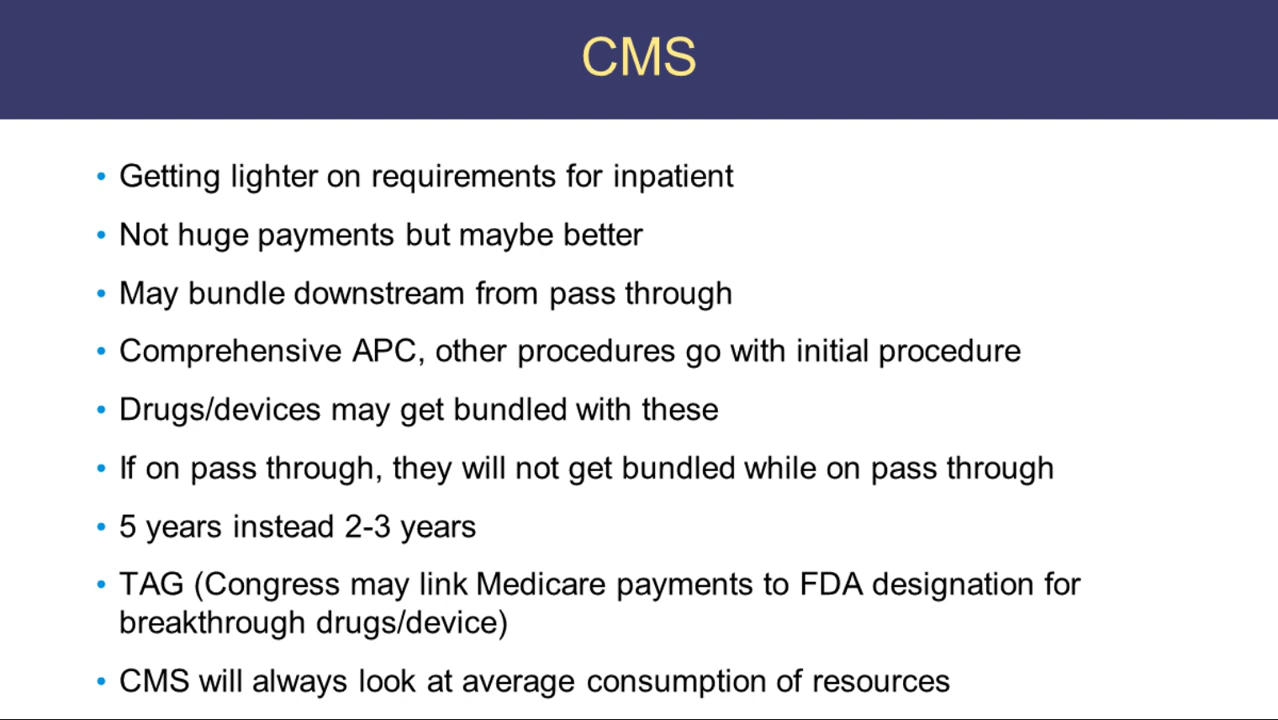 CMS
• Getting lighter on requirements for inpatient
• Not huge payments but maybe better
• May bundle downstream from pass through
• Comprehensive APC, other procedures go with initial procedure
• Drugs/devices may get bundled with these
• If on pass through, they will not get bundled while on pass through
• 5 years instead 2-3 years
• TAG (Congress may link Medicare payments to FDA designation for
breakthrough drugs/device)
• CMS will always look at average consumption of resources